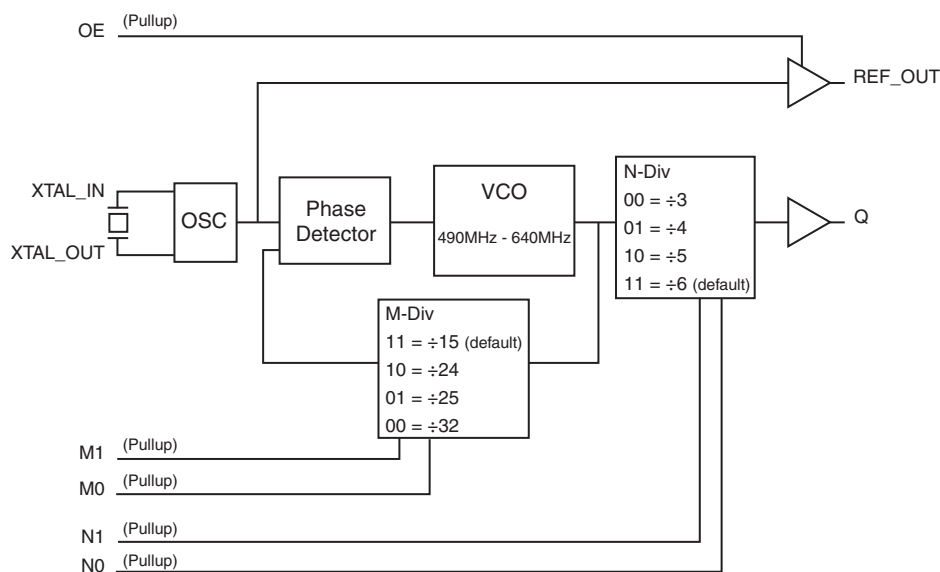 OE (Pullup)
REF_OUT
XTAL_IN
XTAL_OUT
OSC
Phase
Detector
VCO
490MHz - 640MHz
N-Div
00 = ÷3
01 = ÷4
10 = ÷5
11 = ÷6 (default)
Q
M-Div
11 = ÷15 (default)
10 = ÷24
01 = ÷25
00 = ÷32
M1 (Pullup)
M0 (Pullup)
N1 (Pullup)
N0 (Pullup)